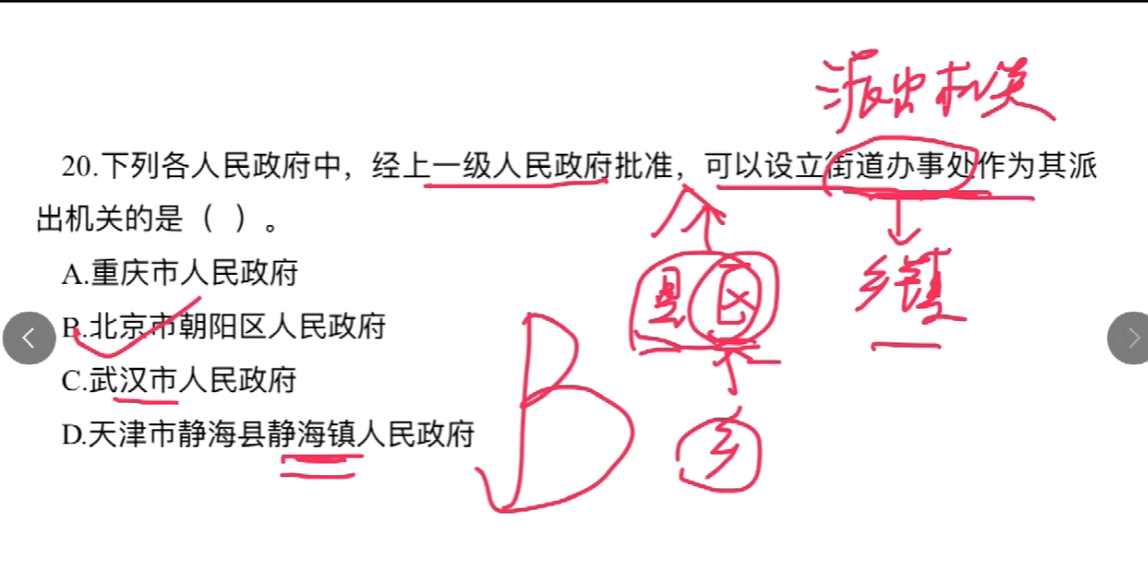 派出机关
20.下列各人民政府中，经上一级人民政府批准，可以设立街道办事处作为其派
出机关的是（ ）。
A.重庆市人民政府
B.北京市朝阳区人民政府
C.武汉市人民政府
D.天津市静海县静海镇人民政府
县 区
乡镇
B
乡